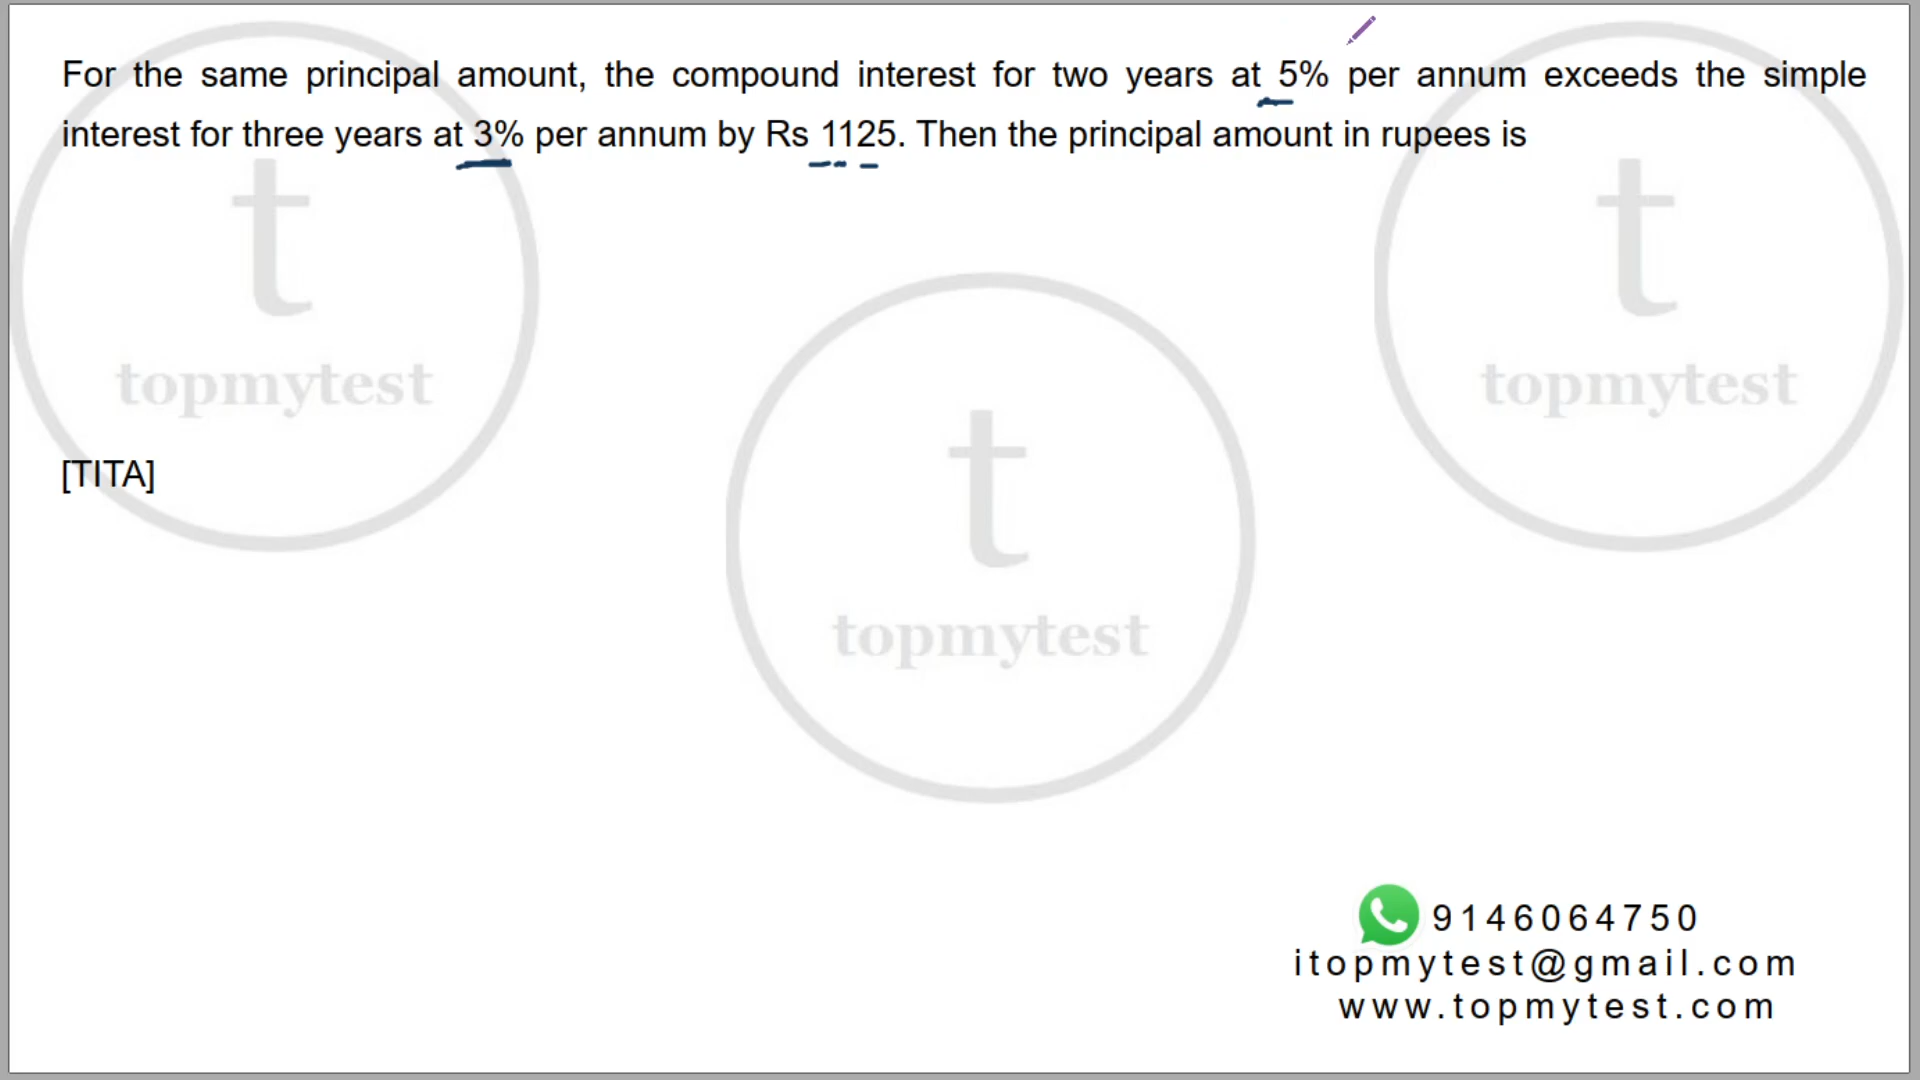 For the same principal amount, the compound interest for two years at 5% per annum exceeds the simple
interest for three years at 3% per annum by Rs 1125. Then the principal amount in rupees is
t
topmytest
t
topmytest
t
topmytest
[TITA]
9146064750
itopmytest@gmail.com
www.topmytest.com